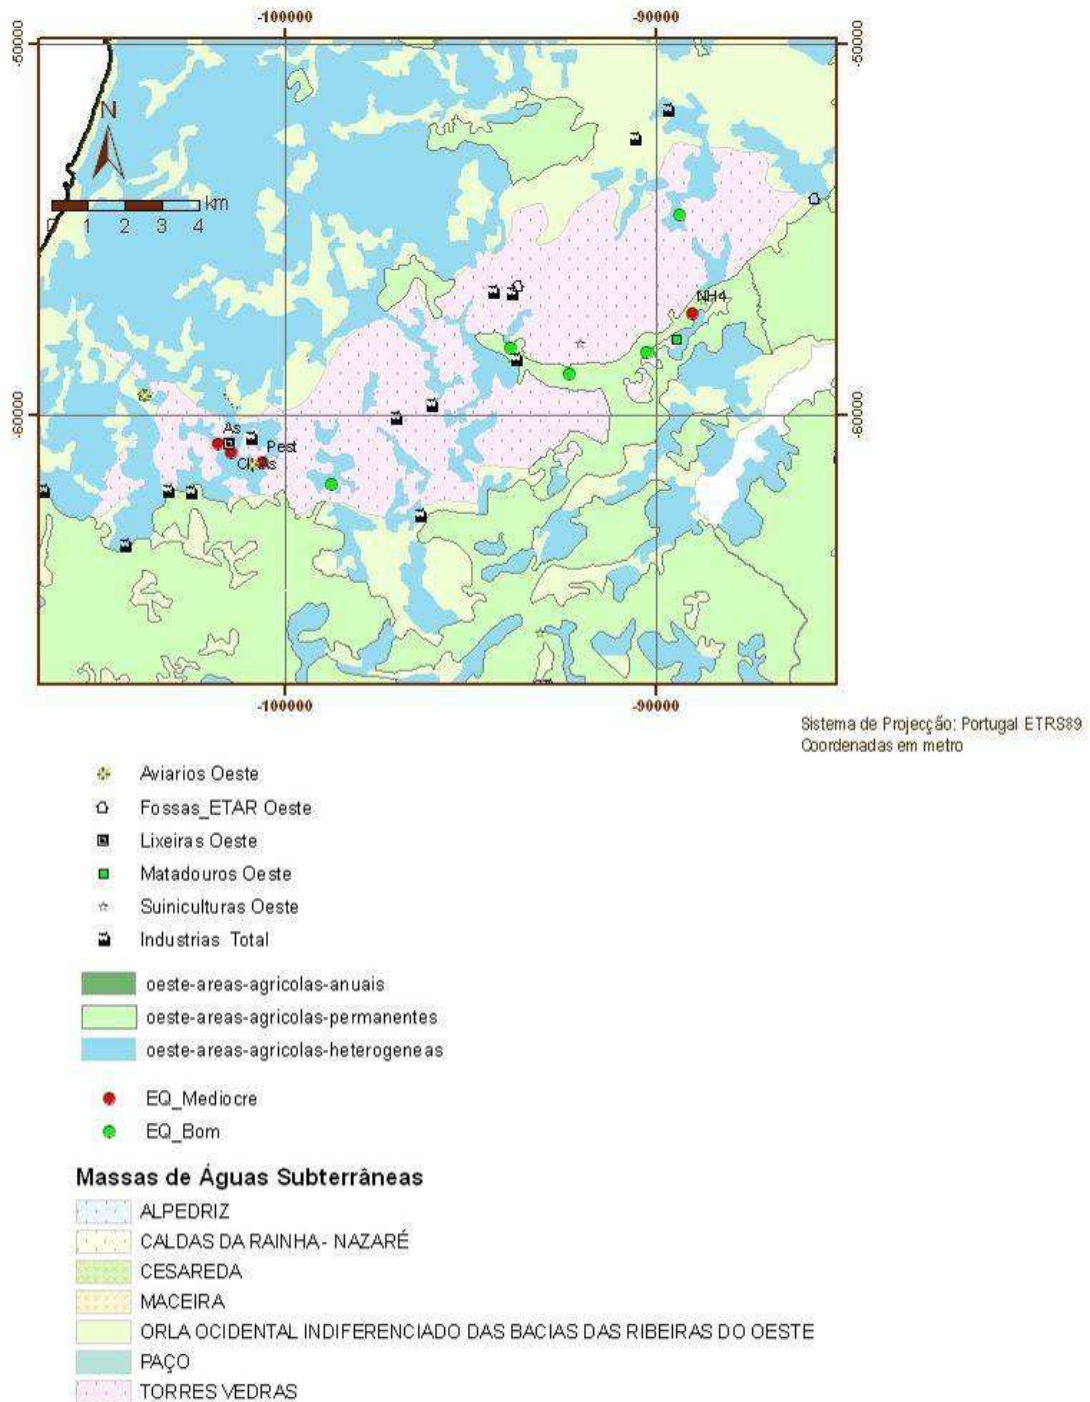 -100000 -90000
-50000 -50000
N
km
0 1 2 3 4
NH4
-60000 -60000
As
Pest
-100000 -90000
Sistema de Projecção: Portugal ETRS89
Coordenadas em metro
Aviarios Oeste
Fossas_ETAR Oeste
Lixeiras Oeste
Matadouros Oeste
Suiniculturas Oeste
Industrias Total
oeste-areas-agricolas-anuais
oeste-areas-agricolas-permanentes
oeste-areas-agricolas-heterogeneas
EQ_Mediocre
EQ_Bom
Massas de Águas Subterrâneas
ALPEDRIZ
CALDAS DA RAINHA - NAZARÉ
CESAREDA
MACEIRA
ORLA OCIDENTAL INDIFERENCIADO DAS BACIAS DAS RIBEIRAS DO OESTE
PAÇO
TORRES VEDRAS